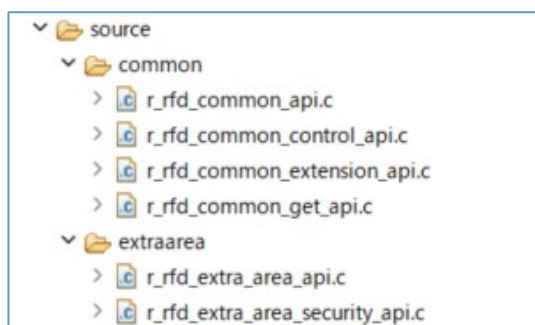 source
common
r_rfd_common_api.c
r_rfd_common_control_api.c
r_rfd_common_extension_api.c
r_rfd_common_get_api.c
extraarea
r_rfd_extra_area_api.c
r_rfd_extra_area_security_api.c